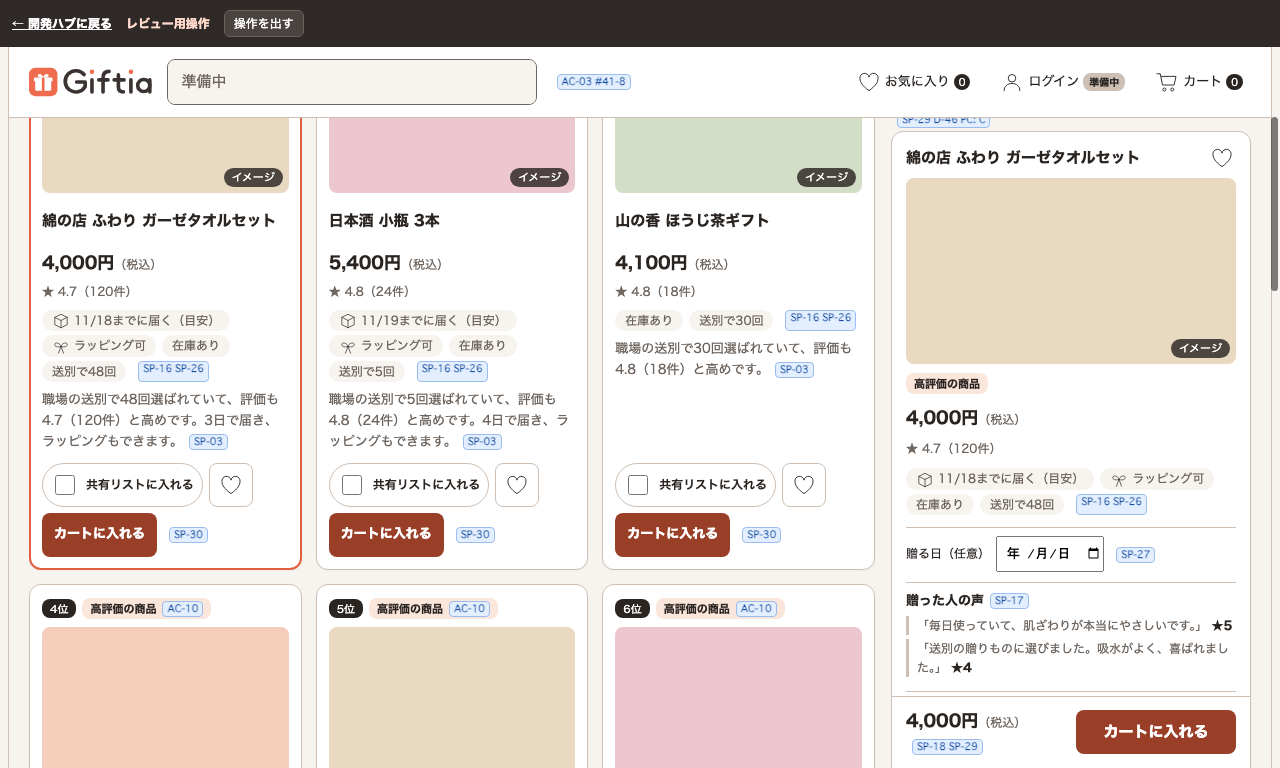 ← 開発ハブに戻る レビュー用操作 操作を出す
Giftia 準備中 AC-03 #41-8 お気に入り 0 ログイン 準備中 カート 0
イメージ
綿の店 ふわり ガーゼタオルセット
4,000円（税込）
★ 4.7（120件）
11/18までに届く（目安）
ラッピング可 在庫あり
送別で48回 SP-16 SP-26
職場の送別で48回選ばれていて、評価も
4.7（120件）と高めです。3日で届き、
ラッピングもできます。 SP-03
共有リストに入れる
カートに入れる SP-30
イメージ
日本酒 小瓶 3本
5,400円（税込）
★ 4.8（24件）
11/19までに届く（目安）
ラッピング可 在庫あり
送別で5回 SP-16 SP-26
職場の送別で5回選ばれていて、評価も
4.8（24件）と高めです。4日で届き、ラ
ッピングもできます。 SP-03
共有リストに入れる
カートに入れる SP-30
イメージ
山の香 ほうじ茶ギフト
4,100円（税込）
★ 4.8（18件）
在庫あり 送別で30回 SP-16 SP-26
職場の送別で30回選ばれていて、評価も
4.8（18件）と高めです。 SP-03
共有リストに入れる
カートに入れる SP-30
4位 高評価の商品 AC-10
5位 高評価の商品 AC-10
6位 高評価の商品 AC-10
SP-29 D-46 PC: C
綿の店 ふわり ガーゼタオルセット
イメージ
高評価の商品
4,000円（税込）
★ 4.7（120件）
11/18までに届く（目安） ラッピング可
在庫あり 送別で48回 SP-16 SP-26
贈る日（任意） 年 /月/日 SP-27
贈った人の声 SP-17
「毎日使っていて、肌ざわりが本当にやさしいです。」 ★5
「送別の贈りものに選びました。吸水がよく、喜ばれまし
た。」 ★4
4,000円（税込）
SP-18 SP-29
カートに入れる